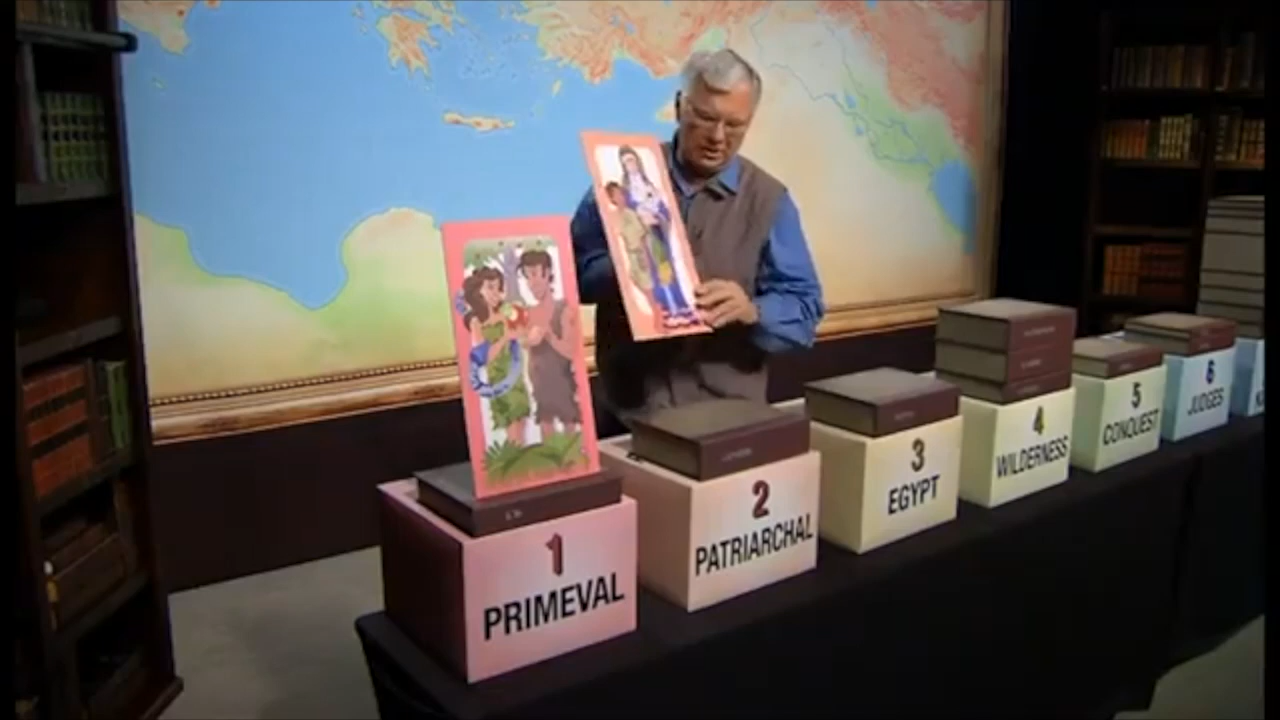 1
PRIMEVAL
2
PATRIARCHAL
3
EGYPT
4
WILDERNESS
5
CONQUEST
6
JUDGES